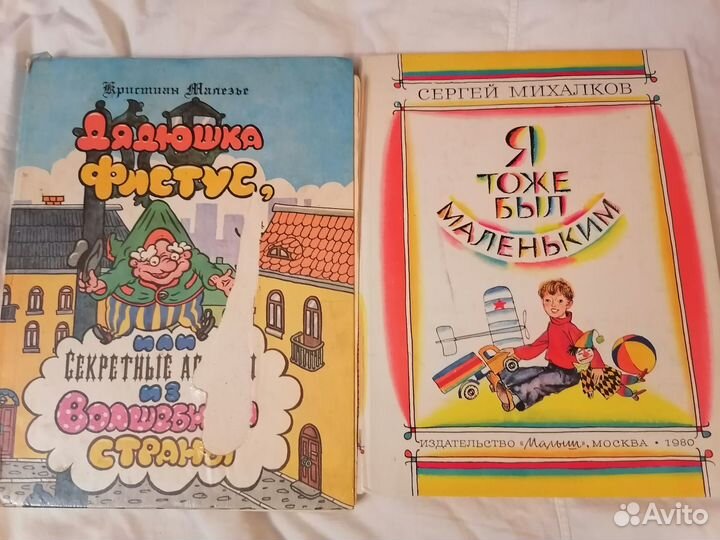 Кристиан Малезье
Дядюшка
Фистус,
или
Секретные
из
страны
СЕРГЕЙ МИХАЛКОВ
Я
ТОЖЕ
БЫЛ
МАЛЕНЬКИМ
ИЗДАТЕЛЬСТВО «Малыш», МОСКВА • 1980
Avito